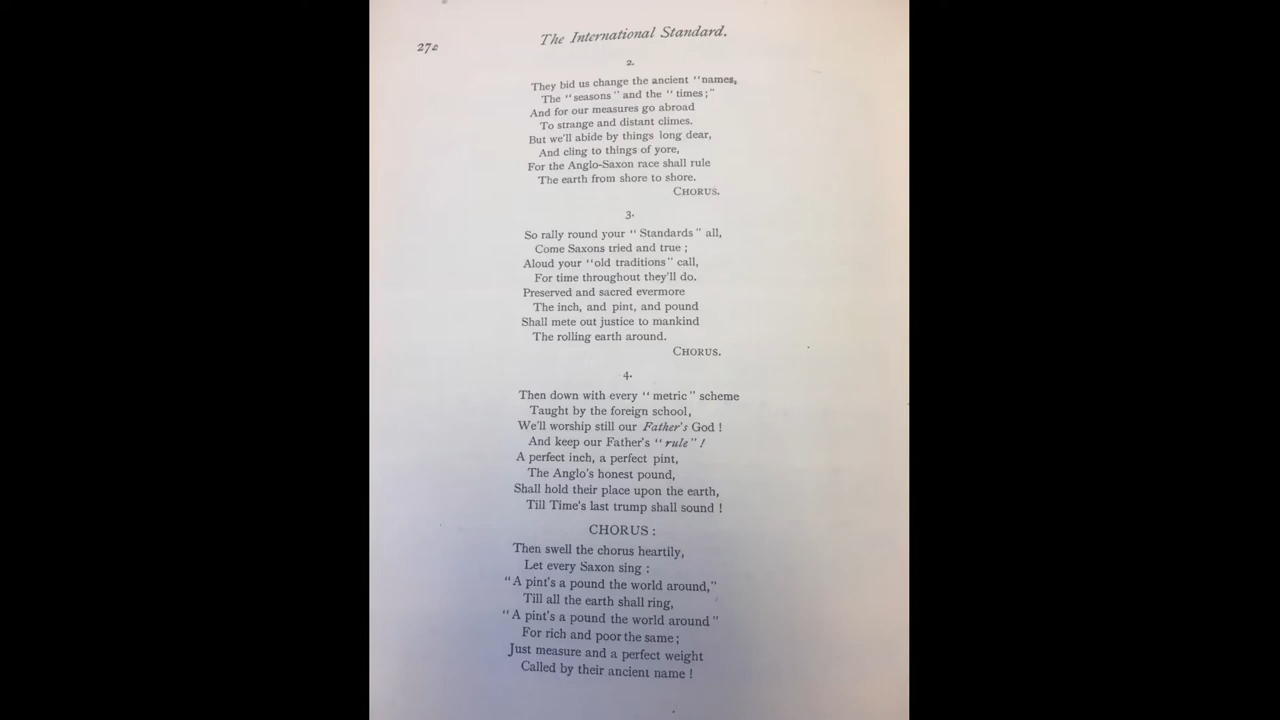 272
The International Standard.
2.
They bid us change the ancient "names,
The "seasons" and the "times;"
And for our measures go abroad
To strange and distant climes.
But we'll abide by things long dear,
And cling to things of yore,
For the Anglo-Saxon race shall rule
The earth from shore to shore.
CHORUS.
3.
So rally round your "Standards" all,
Come Saxons tried and true ;
Aloud your "old traditions" call,
For time throughout they'll do.
Preserved and sacred evermore
The inch, and pint, and pound
Shall mete out justice to mankind
The rolling earth around.
CHORUS.
4.
Then down with every "metric" scheme
Taught by the foreign school,
We'll worship still our Father's God !
And keep our Father's "rule" !
A perfect inch, a perfect pint,
The Anglo's honest pound,
Shall hold their place upon the earth,
Till Time's last trump shall sound !
CHORUS :
Then swell the chorus heartily,
Let every Saxon sing :
"A pint's a pound the world around,"
Till all the earth shall ring,
"A pint's a pound the world around"
For rich and poor the same ;
Just measure and a perfect weight
Called by their ancient name !